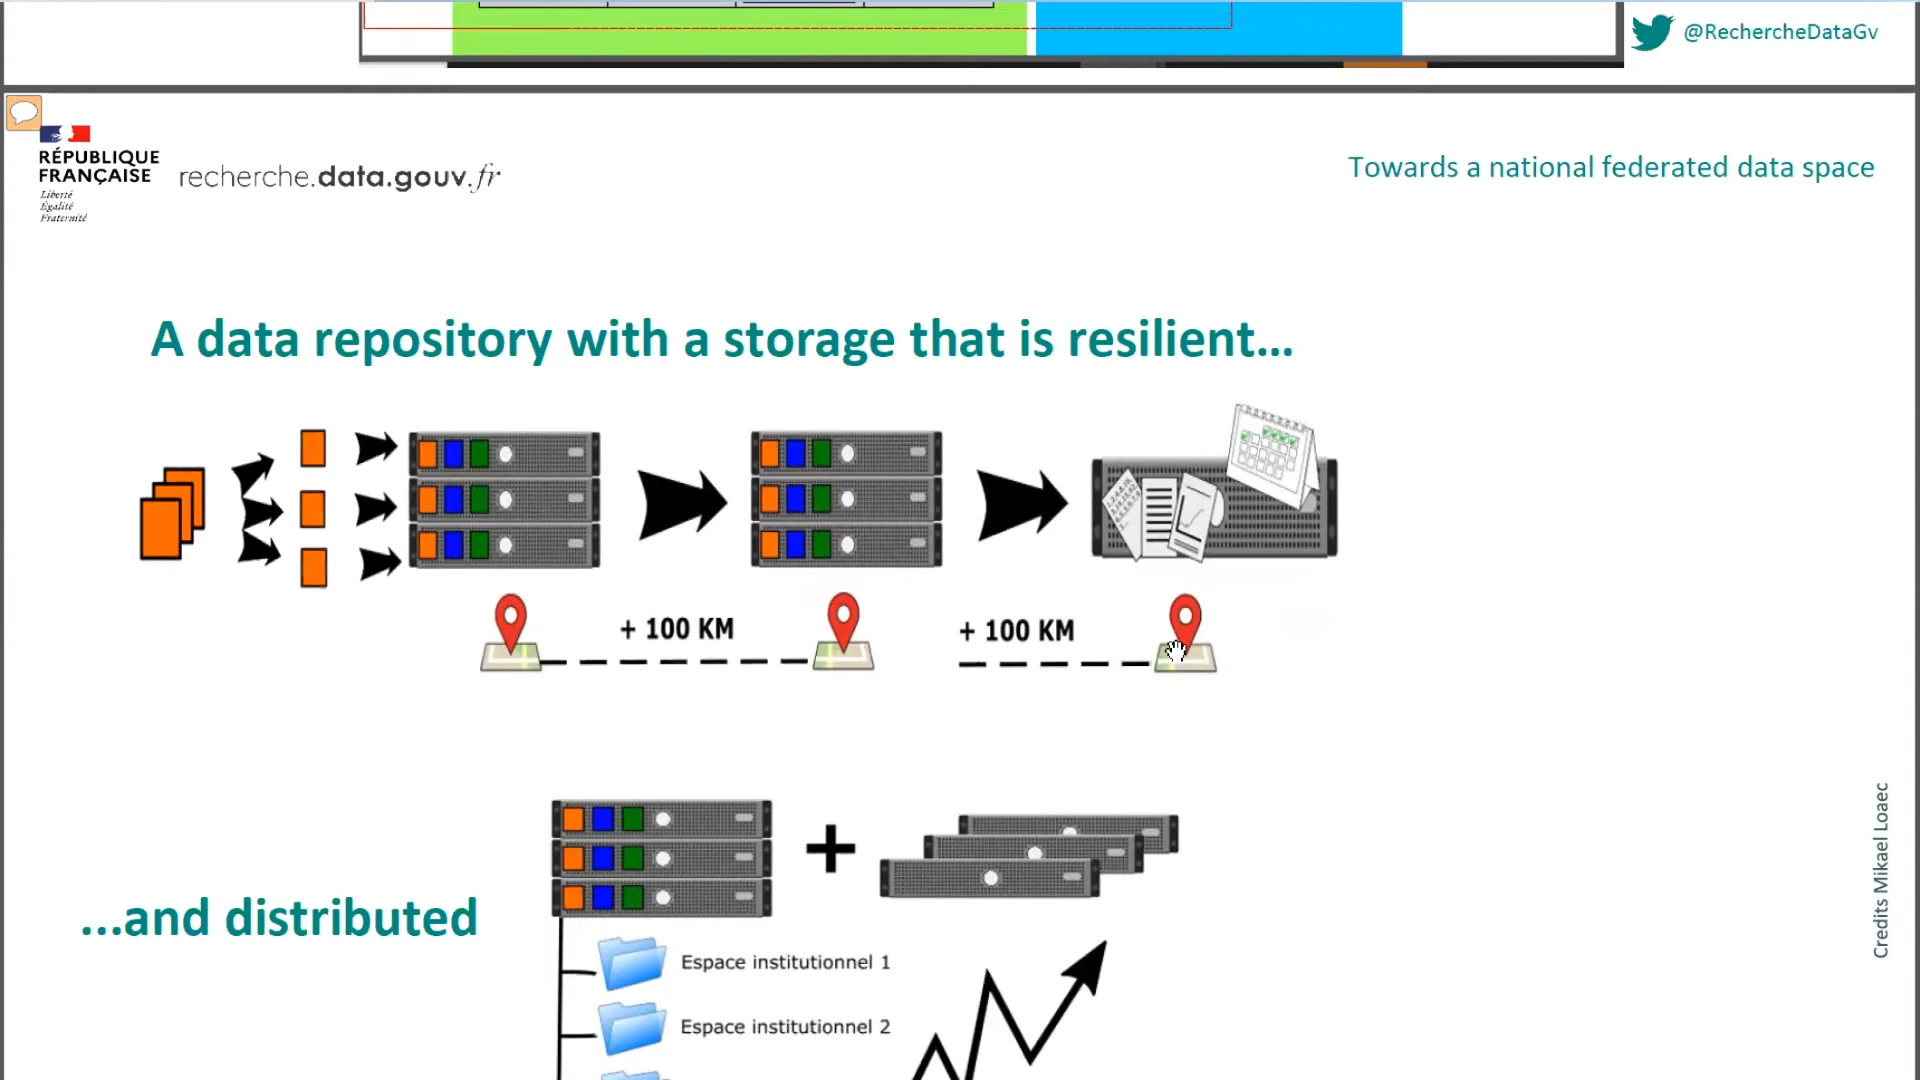 @RechercheDataGv
RÉPUBLIQUE
FRANÇAISE
Liberté
Égalité
Fraternité
recherche.data.gouv.fr
Towards a national federated data space
A data repository with a storage that is resilient...
+ 100 KM
+ 100 KM
...and distributed
Espace institutionnel 1
Espace institutionnel 2
Credits Mikael Loaec